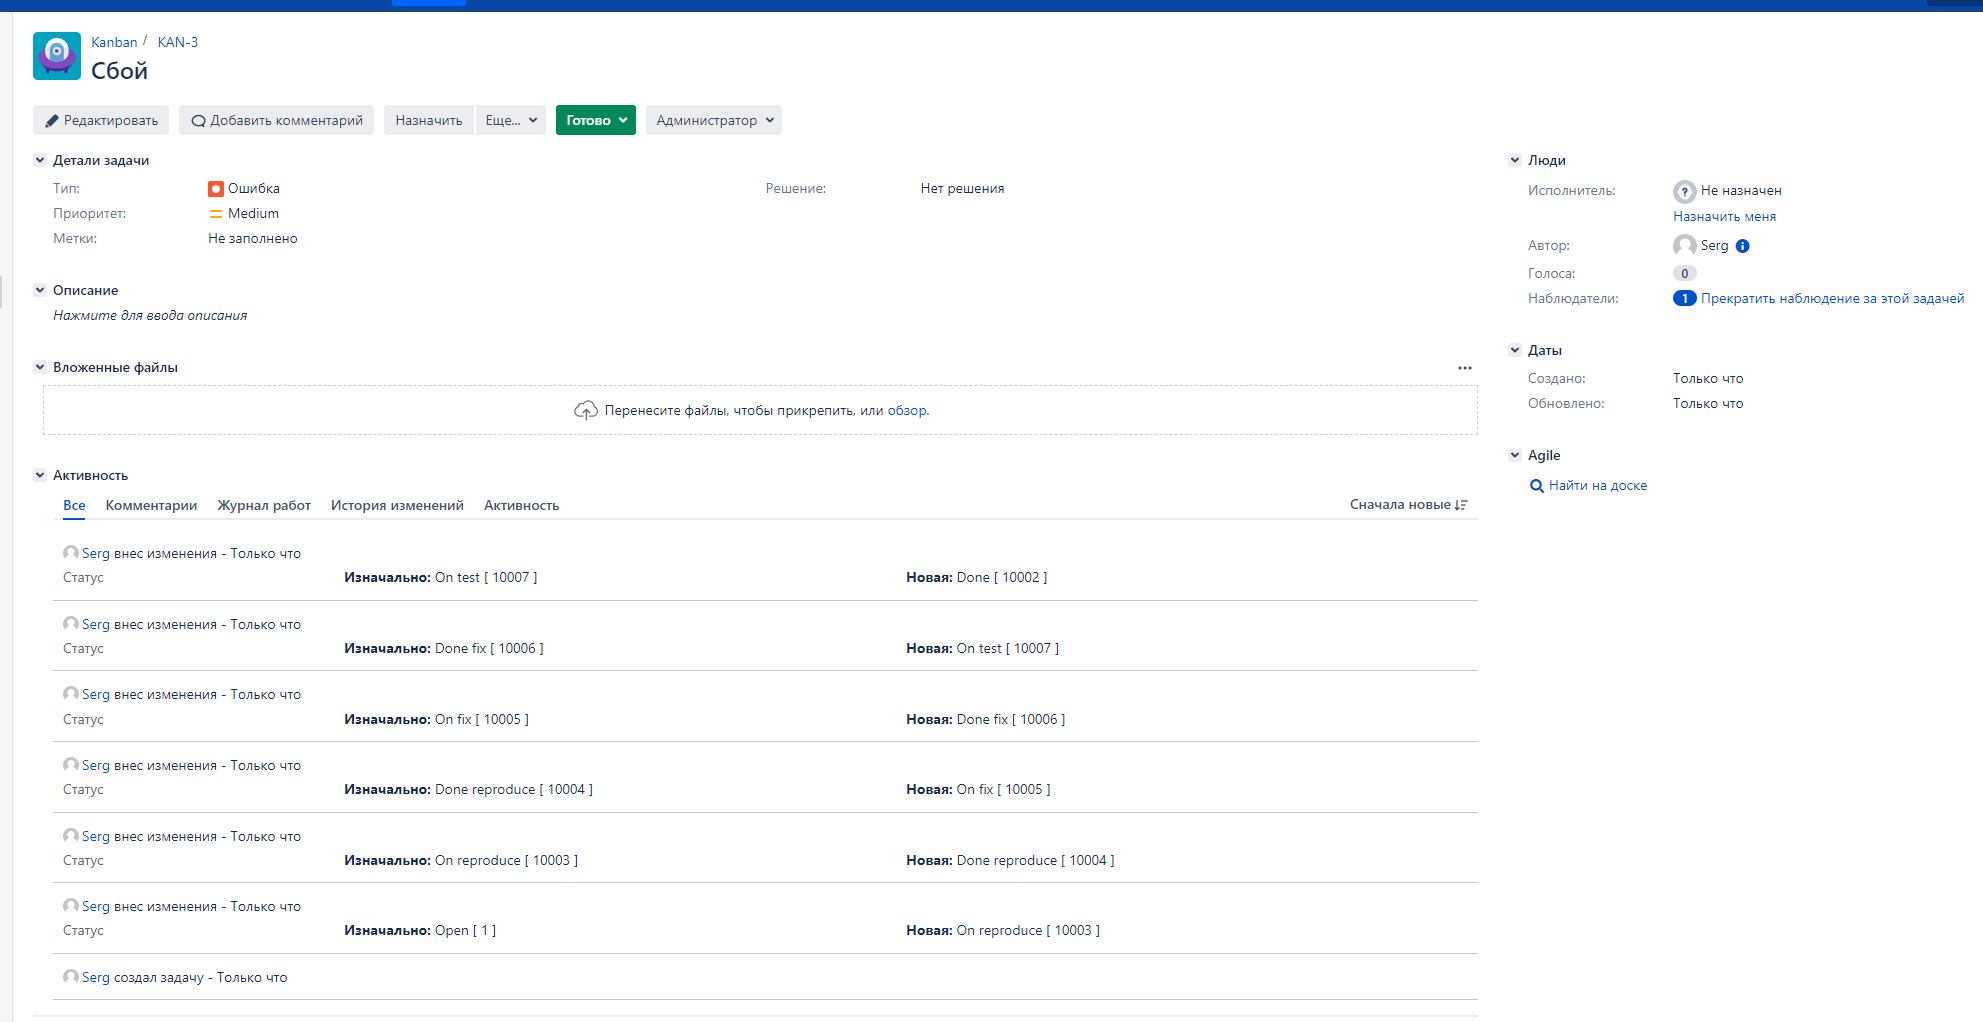 Kanban / KAN-3
Сбой
Редактировать Добавить комментарий Назначить Еще... Готово Администратор
Детали задачи
Тип: Ошибка Решение: Нет решения
Приоритет: Medium
Метки: Не заполнено
Описание
Нажмите для ввода описания
Вложенные файлы
Перенесите файлы, чтобы прикрепить, или обзор.
Активность
Все Комментарии Журнал работ История изменений Активность Сначала новые
Serg внес изменения - Только что
Статус Изначально: On test [ 10007 ] Новая: Done [ 10002 ]
Serg внес изменения - Только что
Статус Изначально: Done fix [ 10006 ] Новая: On test [ 10007 ]
Serg внес изменения - Только что
Статус Изначально: On fix [ 10005 ] Новая: Done fix [ 10006 ]
Serg внес изменения - Только что
Статус Изначально: Done reproduce [ 10004 ] Новая: On fix [ 10005 ]
Serg внес изменения - Только что
Статус Изначально: On reproduce [ 10003 ] Новая: Done reproduce [ 10004 ]
Serg внес изменения - Только что
Статус Изначально: Open [ 1 ] Новая: On reproduce [ 10003 ]
Serg создал задачу - Только что
Люди
Исполнитель: Не назначен
Назначить меня
Автор: Serg
Голоса: 0
Наблюдатели: 1 Прекратить наблюдение за этой задачей
Даты
Создано: Только что
Обновлено: Только что
Agile
Найти на доске